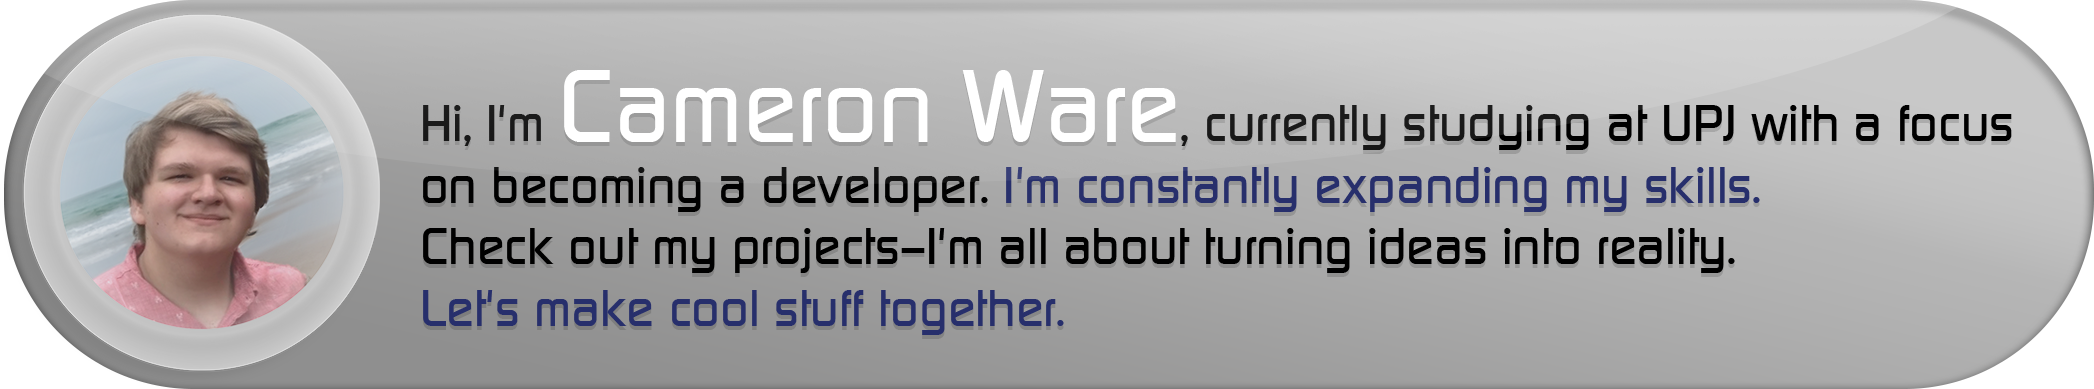 Hi, I'm Cameron Ware, currently studying at UPJ with a focus
on becoming a developer. I'm constantly expanding my skills.
Check out my projects–I'm all about turning ideas into reality.
Let's make cool stuff together.